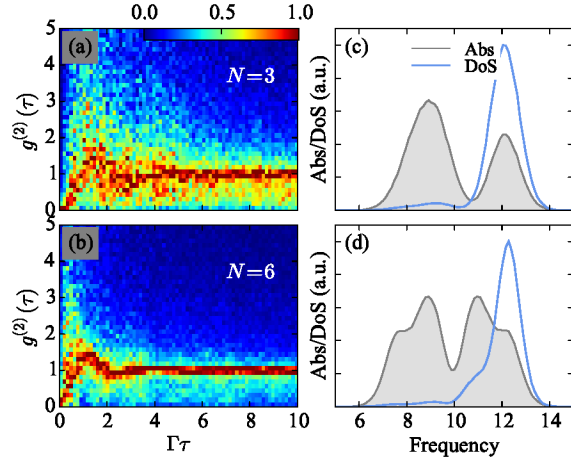 0.0 0.5 1.0
(a)
N=3
g(2)(τ)
5
4
3
2
1
0
(b)
N=6
g(2)(τ)
5
4
3
2
1
0
0 2 4 6 8 10
Γτ
(c)
Abs
DoS
Abs/DoS (a.u.)
(d)
Abs/DoS (a.u.)
6 8 10 12 14
Frequency